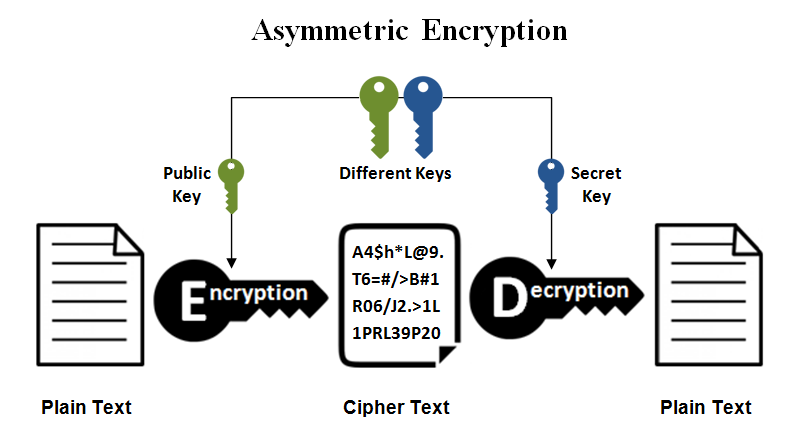 Asymmetric Encryption
Public
Key
Different Keys
Secret
Key
Encryption
A4$h*L@9.
T6=#/>B#1
R06/J2.>1L
1PRL39P20
Decryption
Plain Text
Cipher Text
Plain Text